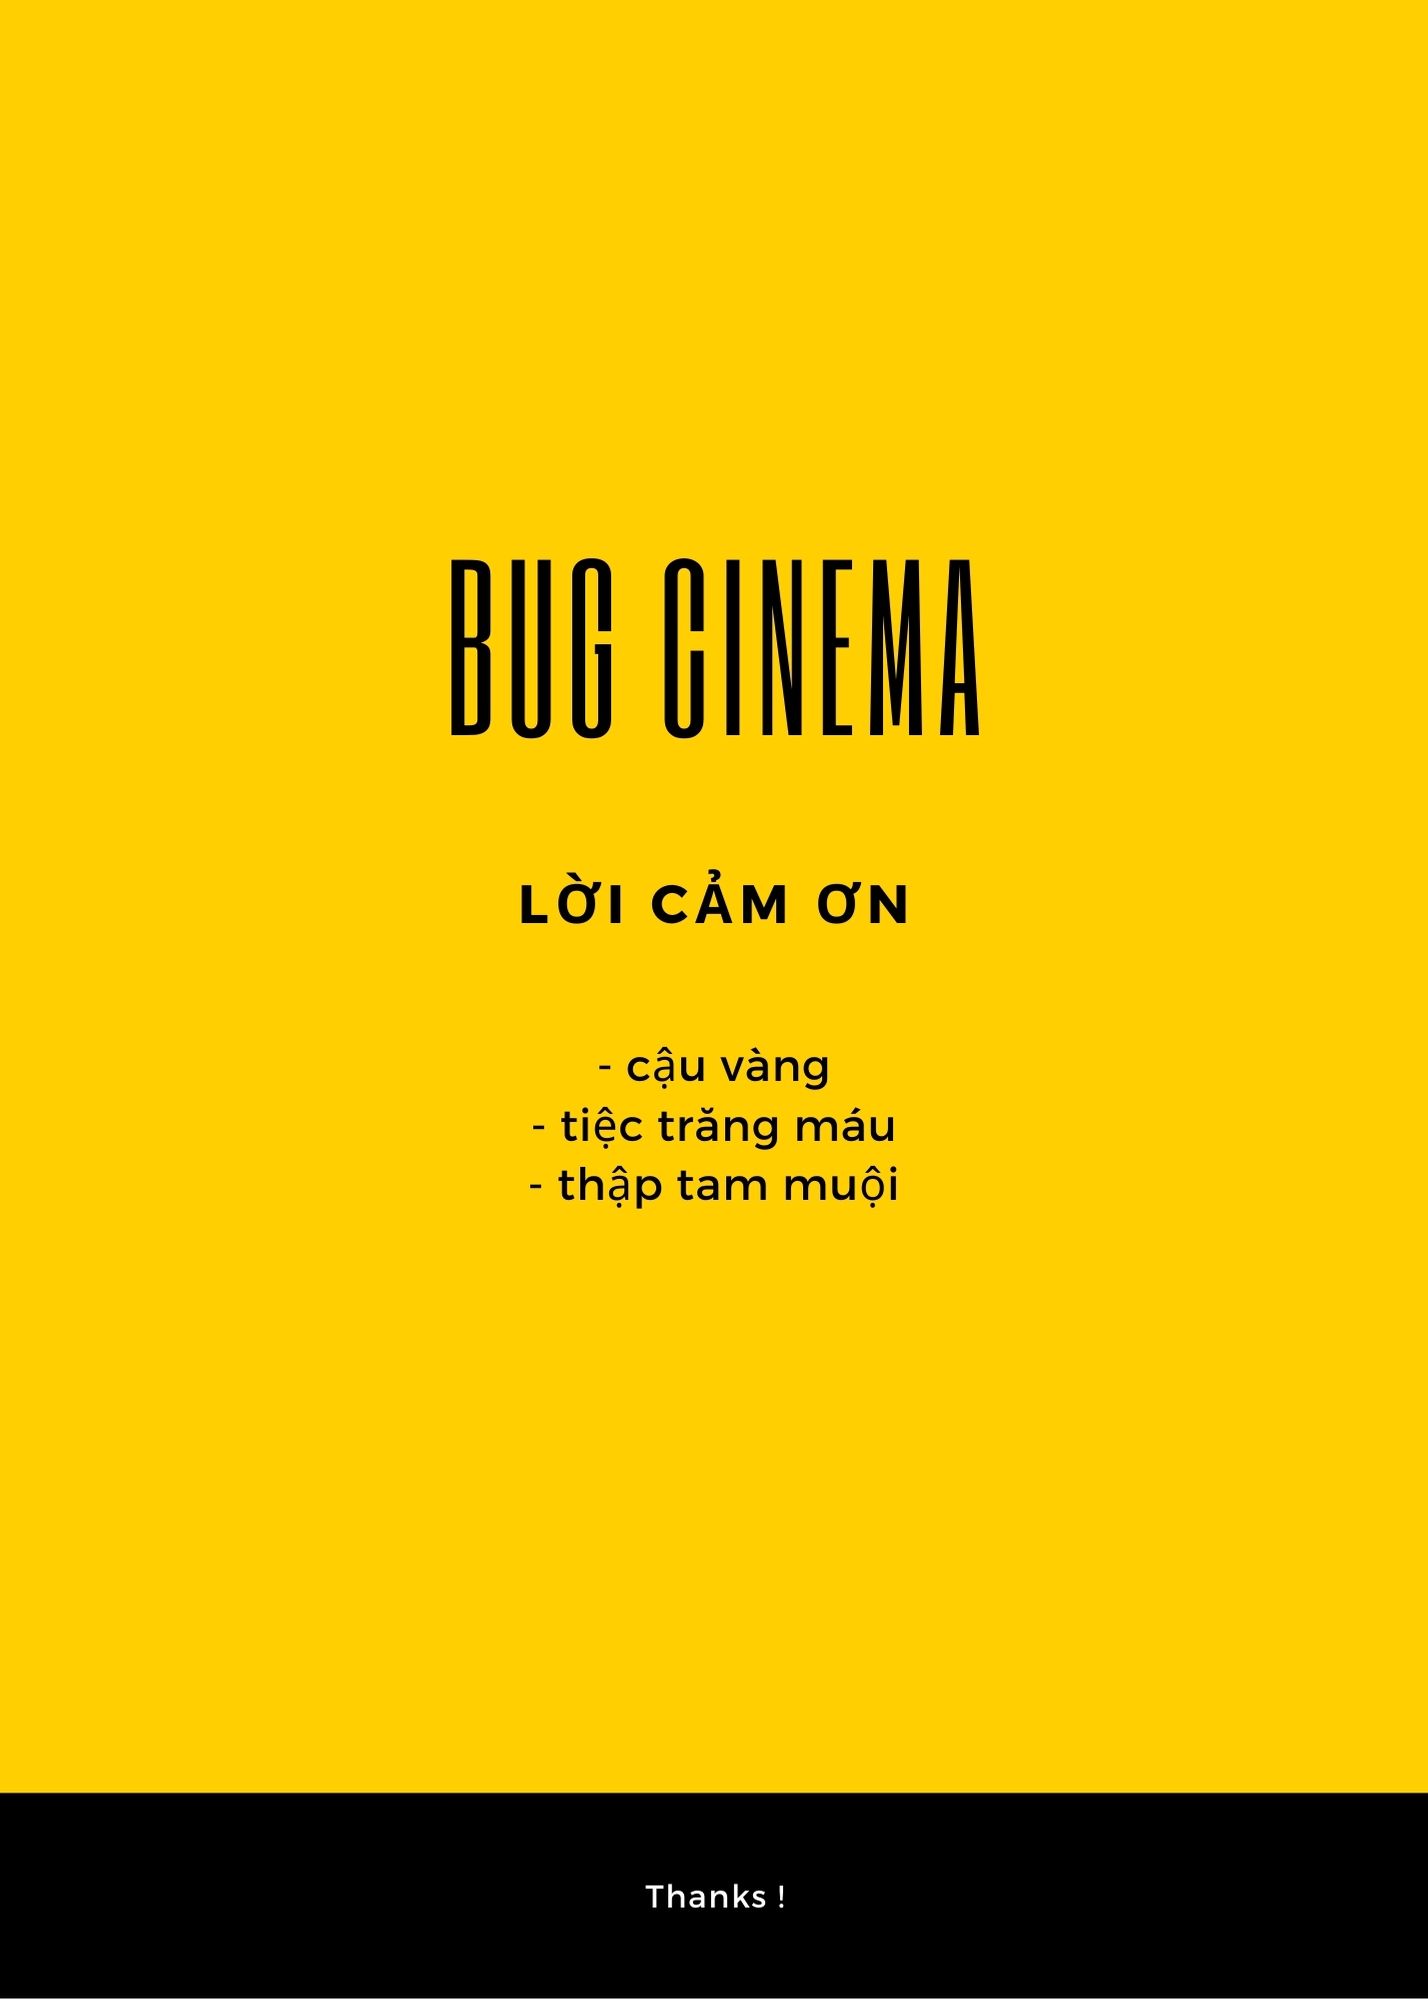 BUG CINEMA
LỜI CẢM ƠN
- cậu vàng
- tiệc trăng máu
- thập tam muội
Thanks !